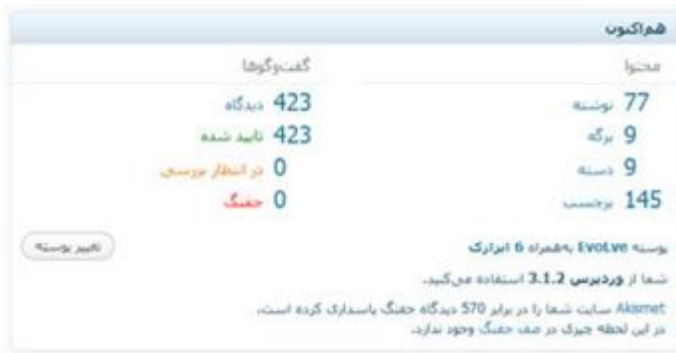 هم‌اکنون
محتوا
77 نوشته
9 برگه
9 دسته
145 برچسب
گفت‌وگوها
423 دیدگاه
423 تایید شده
0 در انتظار بررسی
0 جفنگ
پوسته EvoLve به‌همراه 6 ابزارک
تغییر پوسته
شما از وردپرس 3.1.2 استفاده می‌کنید.
Akismet سایت شما را در برابر 570 دیدگاه جفنگ پاسداری کرده است.
در این لحظه چیزی در صف جفنگ وجود ندارد.